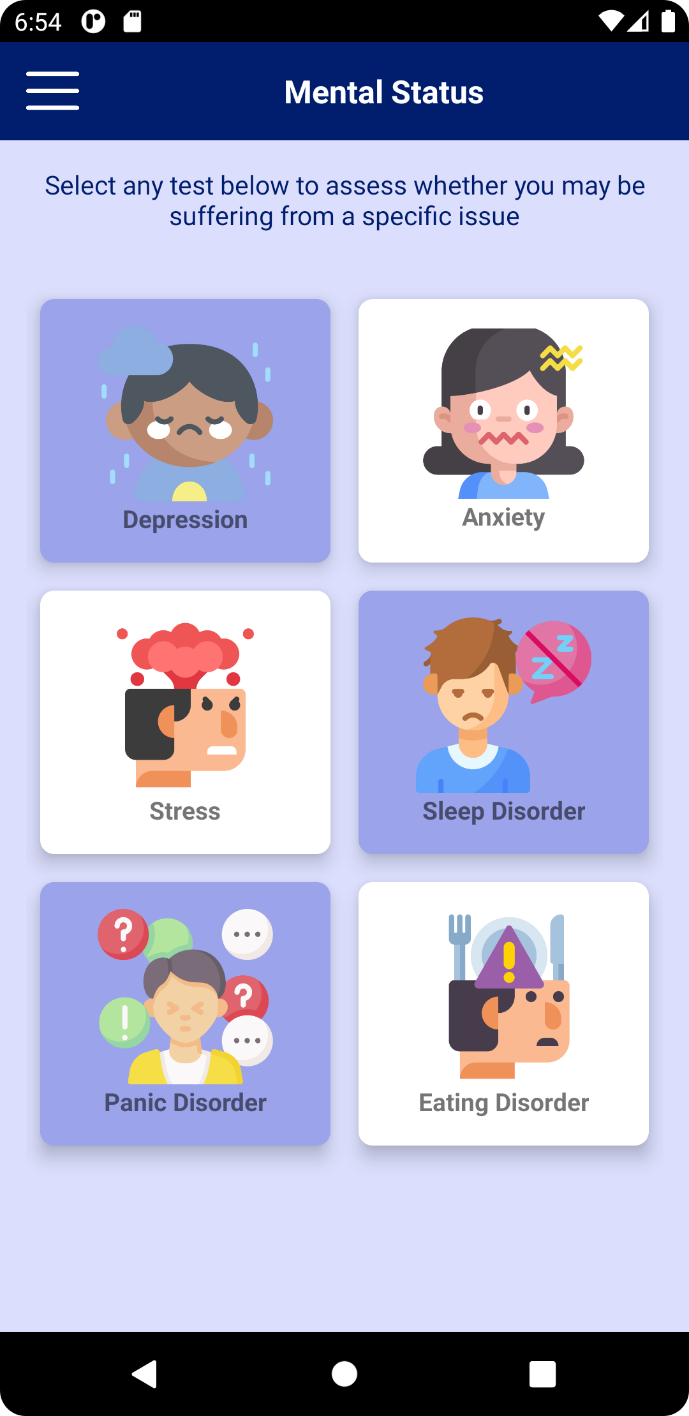 6:54
Mental Status
Select any test below to assess whether you may be
suffering from a specific issue
Depression
Anxiety
Stress
Z
Z
Sleep Disorder
?
?
!
Panic Disorder
!
Eating Disorder